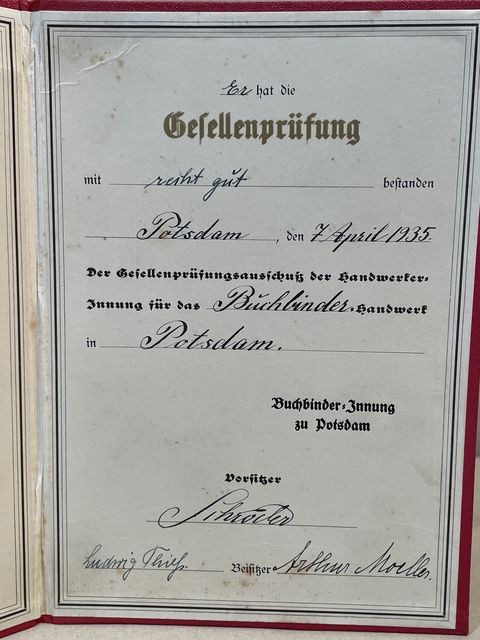 Er hat die
Gesellenprüfung
mit recht gut bestanden
Potsdam, den 7. April 1935.
Der Gesellenprüfungsausschuß der Handwerker-
Innung für das Buchbinder-Handwerk
in Potsdam.
Buchbinder-Innung
zu Potsdam
Vorsitzer
Schröder
Ludwig Thieß. Beisitzer Arthur Moeller.